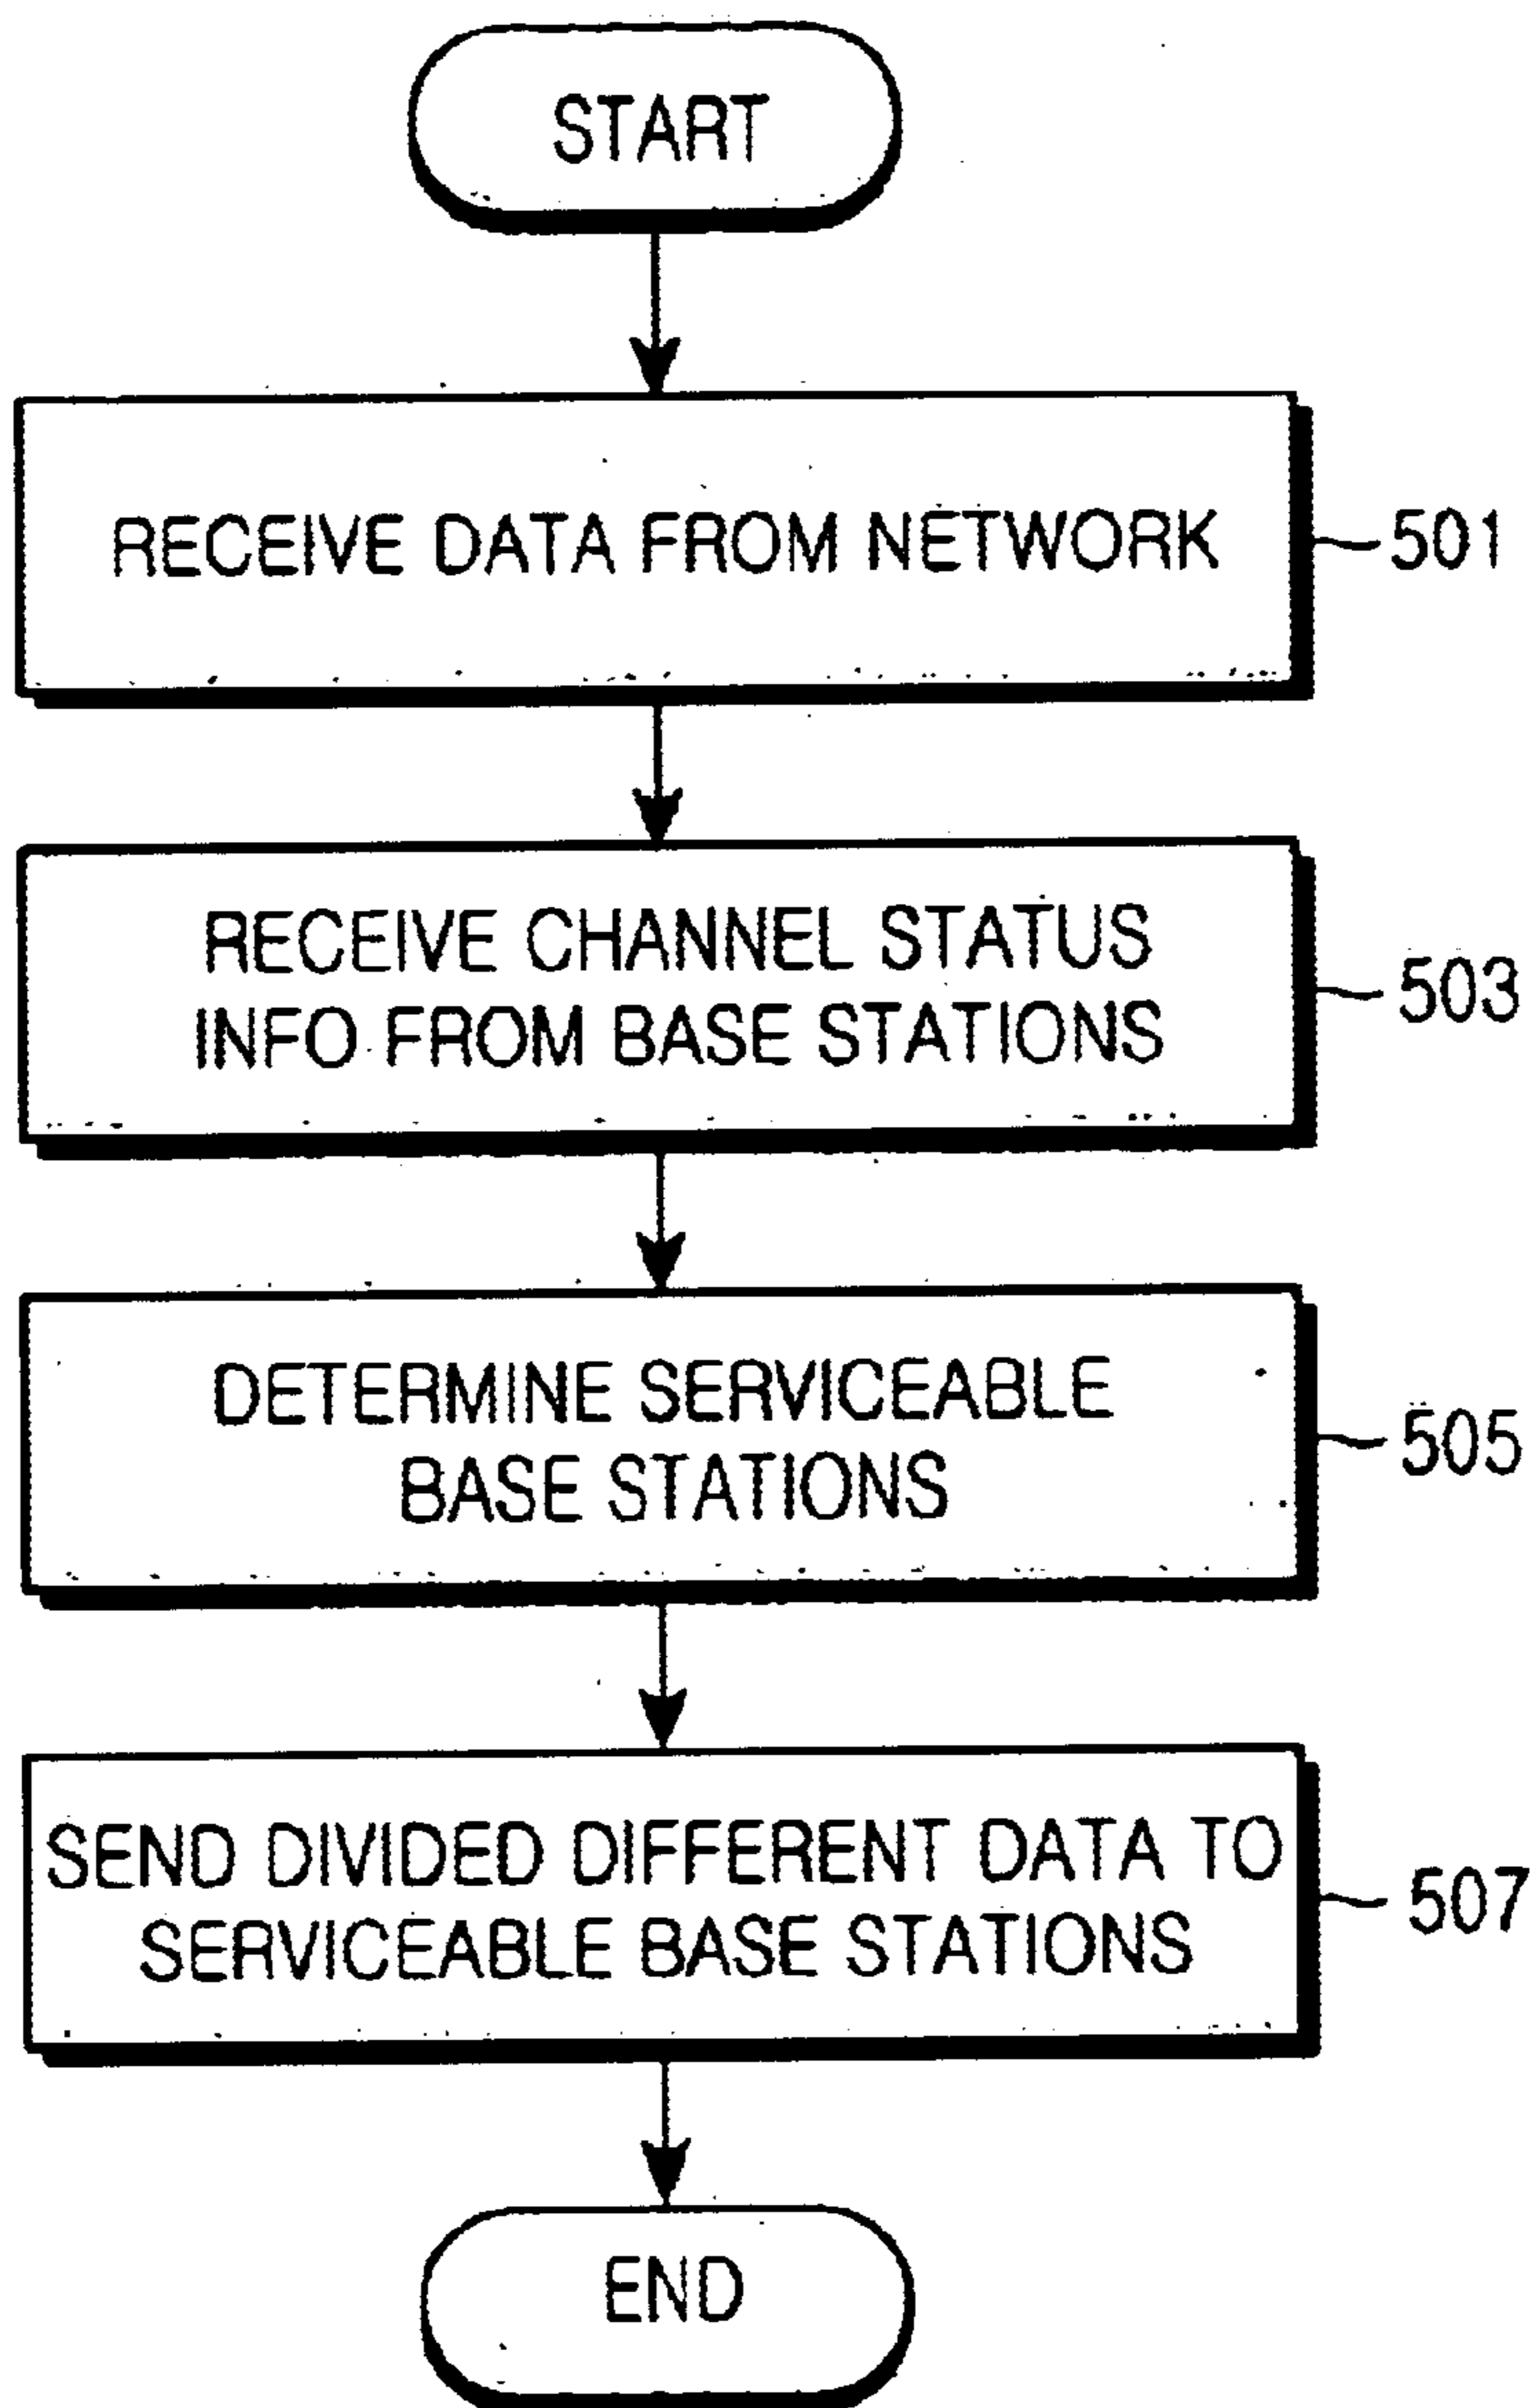 START
RECEIVE DATA FROM NETWORK
501
RECEIVE CHANNEL STATUS
INFO FROM BASE STATIONS
503
DETERMINE SERVICEABLE
BASE STATIONS
505
SEND DIVIDED DIFFERENT DATA TO
SERVICEABLE BASE STATIONS
507
END